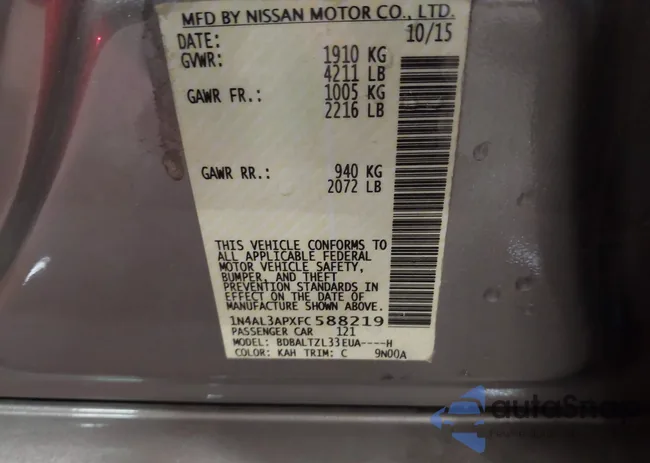 MFD BY NISSAN MOTOR CO., LTD.
DATE: 10/15
GVWR: 1910 KG
4211 LB
GAWR FR.: 1005 KG
2216 LB
GAWR RR.: 940 KG
2072 LB
THIS VEHICLE CONFORMS TO
ALL APPLICABLE FEDERAL
MOTOR VEHICLE SAFETY,
BUMPER, AND THEFT
PREVENTION STANDARDS IN
EFFECT ON THE DATE OF
MANUFACTURE SHOWN ABOVE.
1N4AL3APXFC588219
PASSENGER CAR 121
MODEL: BDBALTZL33EUA----H
COLOR: KAH TRIM: C 9N00A
autoSnap